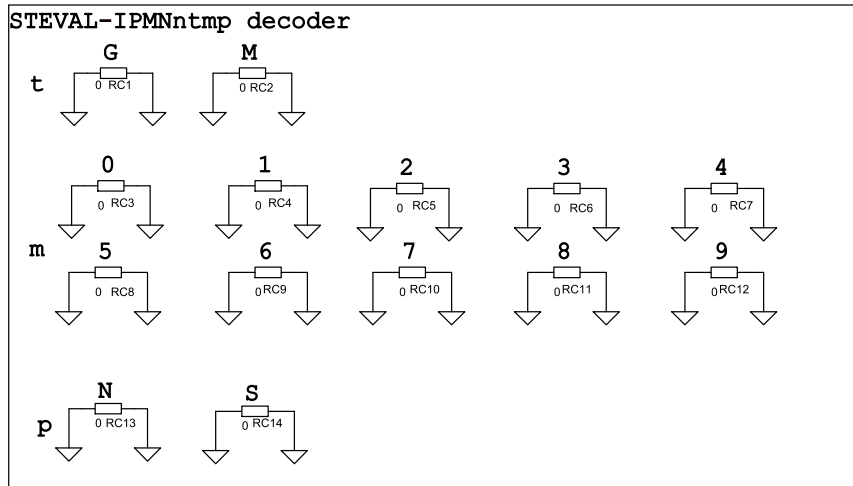 STEVAL-IPMNntmp decoder
G M
t
0 RC1 0 RC2
0 1 2 3 4
0 RC3 0 RC4 0 RC5 0 RC6 0 RC7
m
5 6 7 8 9
0 RC8 0 RC9 0 RC10 0 RC11 0 RC12
N S
p
0 RC13 0 RC14